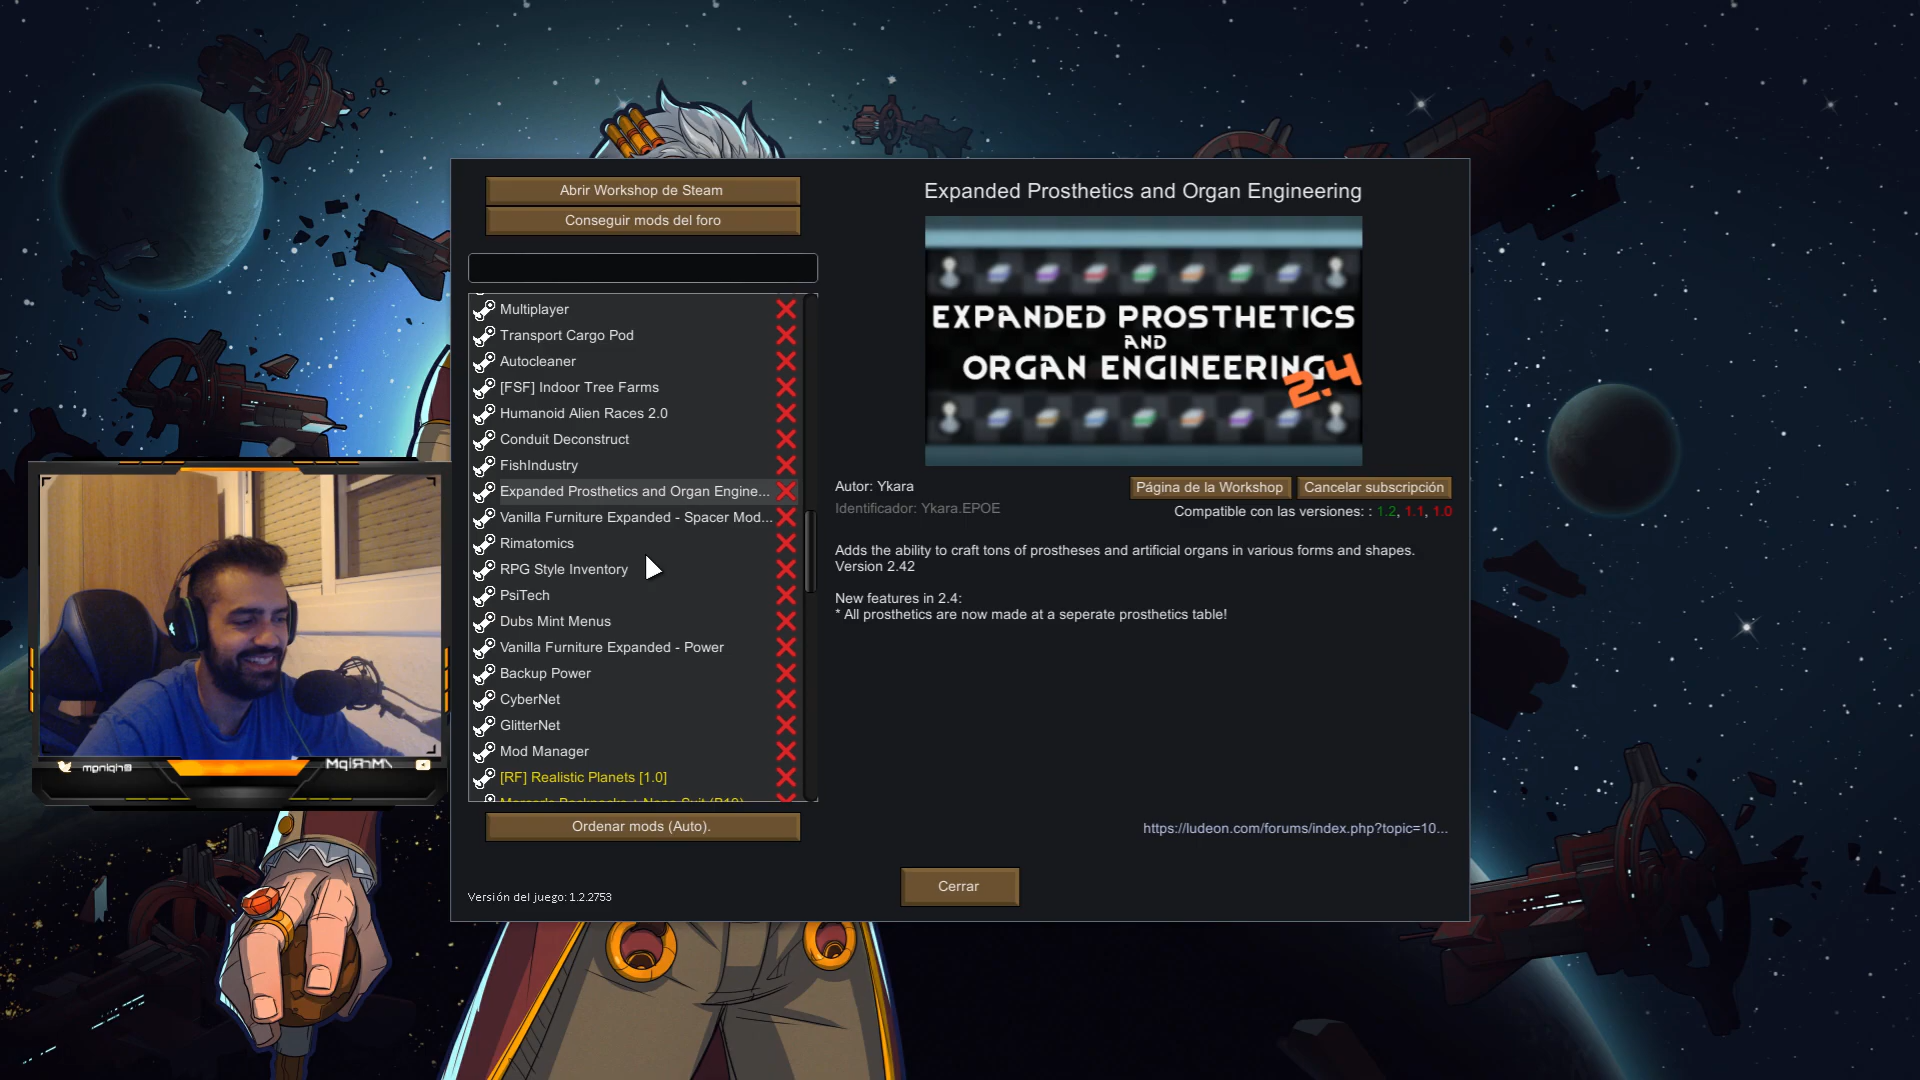 Abrir Workshop de Steam
Conseguir mods del foro
Multiplayer
Transport Cargo Pod
Autocleaner
[FSF] Indoor Tree Farms
Humanoid Alien Races 2.0
Conduit Deconstruct
FishIndustry
Expanded Prosthetics and Organ Engine...
Vanilla Furniture Expanded - Spacer Mod...
Rimatomics
RPG Style Inventory
PsiTech
Dubs Mint Menus
Vanilla Furniture Expanded - Power
Backup Power
CyberNet
GlitterNet
Mod Manager
[RF] Realistic Planets [1.0]
Ordenar mods (Auto).
Versión del juego: 1.2.2753
Expanded Prosthetics and Organ Engineering
EXPANDED PROSTHETICS
AND
ORGAN ENGINEERING
2.4
Autor: Ykara
Página de la Workshop
Cancelar subscripción
Identificador: Ykara.EPOE
Compatible con las versiones: : 1.2, 1.1, 1.0
Adds the ability to craft tons of prostheses and artificial organs in various forms and shapes.
Version 2.42
New features in 2.4:
* All prosthetics are now made at a seperate prosthetics table!
https://ludeon.com/forums/index.php?topic=10...
Cerrar